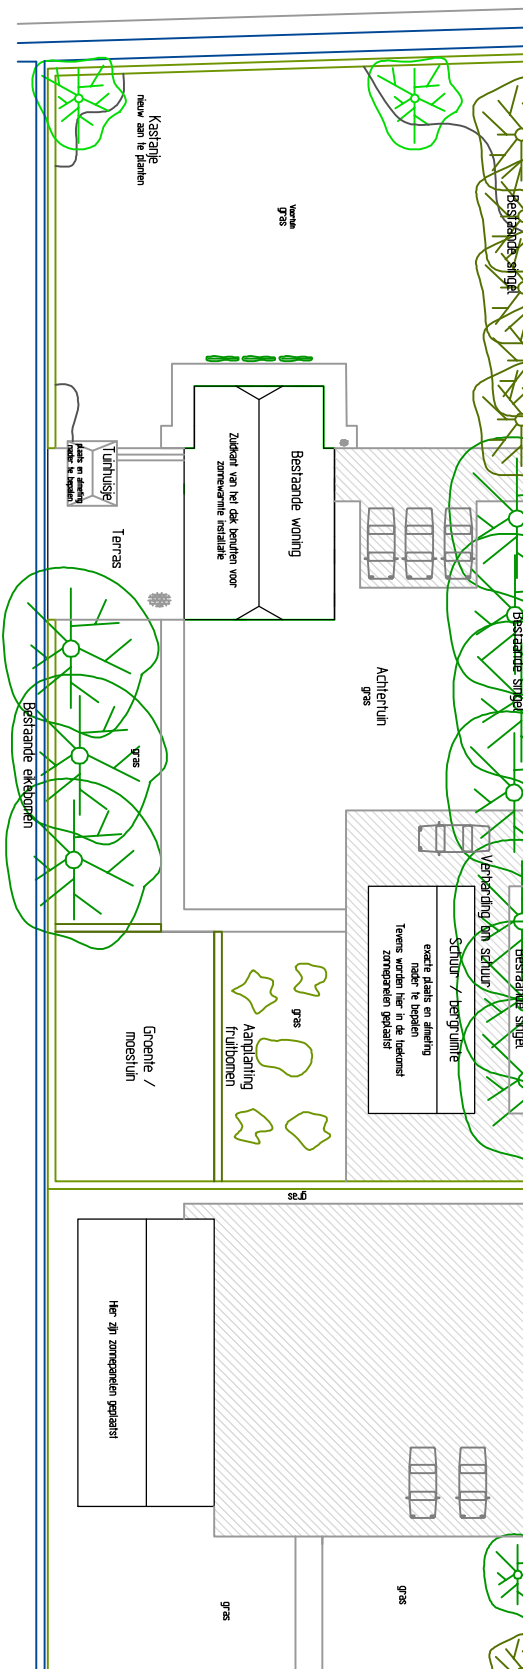 Kastanje
nieuw aan te planten
Voortuin
gras
Bestaande singel
Tuinhuisje
plaats en afmeting
nader te bepalen
Terras
Bestaande woning
Zuidkant van het dak benutten voor
zonnewarmte installatie
Achtertuin
gras
Bestaande singel
Bestaande eikebomen
gras
Verharding om schuur
Schuur / bergruimte
exacte plaats en afmeting
nader te bepalen
Tevens worden hier in de toekomst
zonnepanelen geplaatst
Bestaande singel
gras
Aanplanting
fruitbomen
Groente /
moestuin
gras
Hier zijn zonnepanelen geplaatst
gras
gras